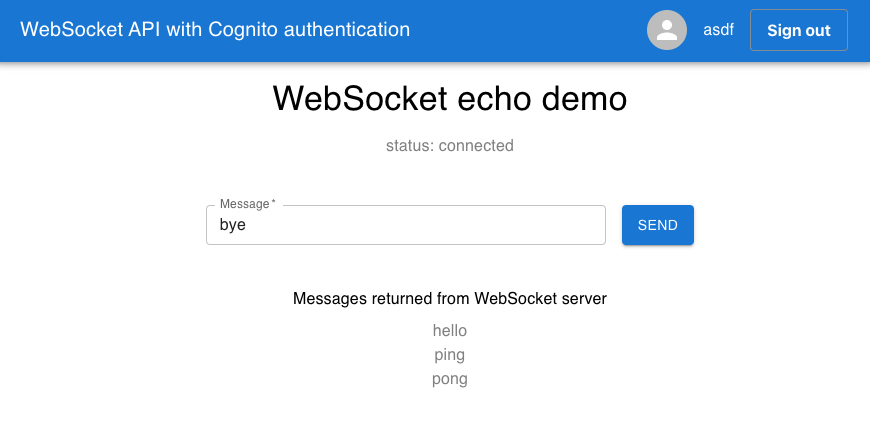 WebSocket API with Cognito authentication
asdf
Sign out
WebSocket echo demo
status: connected
Message *
bye
SEND
Messages returned from WebSocket server
hello
ping
pong